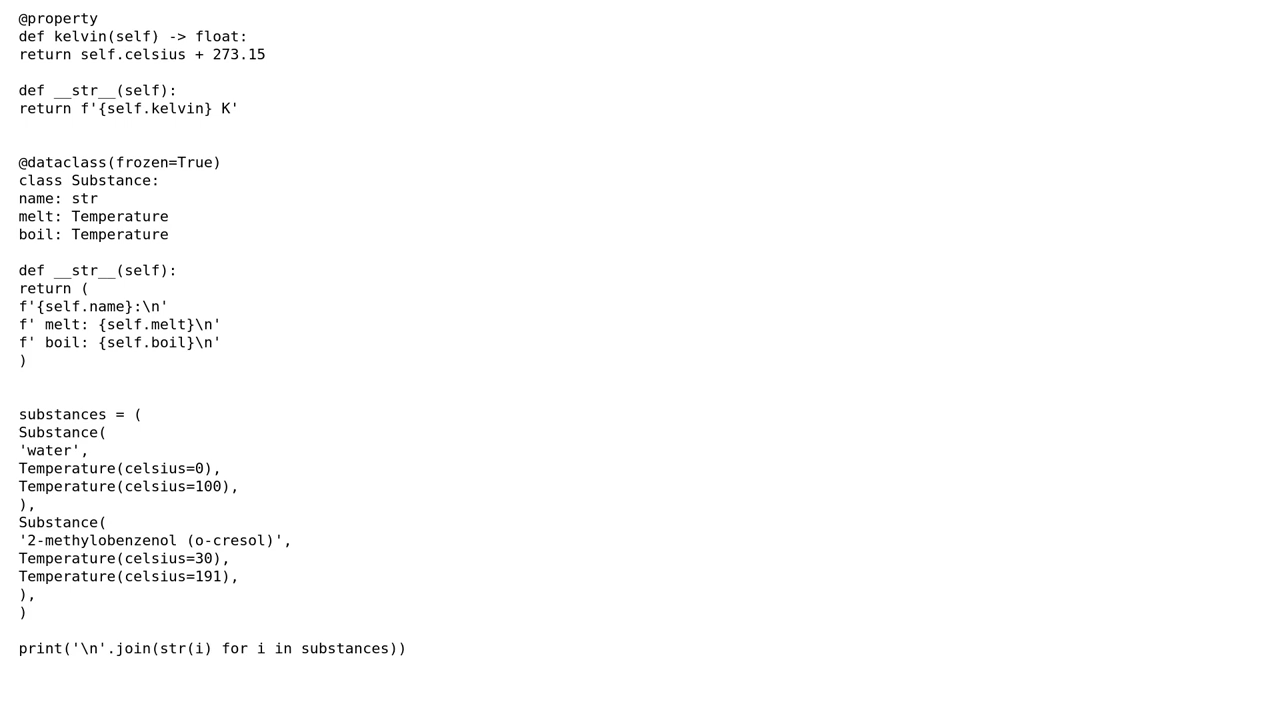 @property
def kelvin(self) -> float:
return self.celsius + 273.15

def __str__(self):
return f'{self.kelvin} K'


@dataclass(frozen=True)
class Substance:
name: str
melt: Temperature
boil: Temperature

def __str__(self):
return (
f'{self.name}:\n'
f' melt: {self.melt}\n'
f' boil: {self.boil}\n'
)


substances = (
Substance(
'water',
Temperature(celsius=0),
Temperature(celsius=100),
),
Substance(
'2-methylobenzenol (o-cresol)',
Temperature(celsius=30),
Temperature(celsius=191),
),
)

print('\n'.join(str(i) for i in substances))